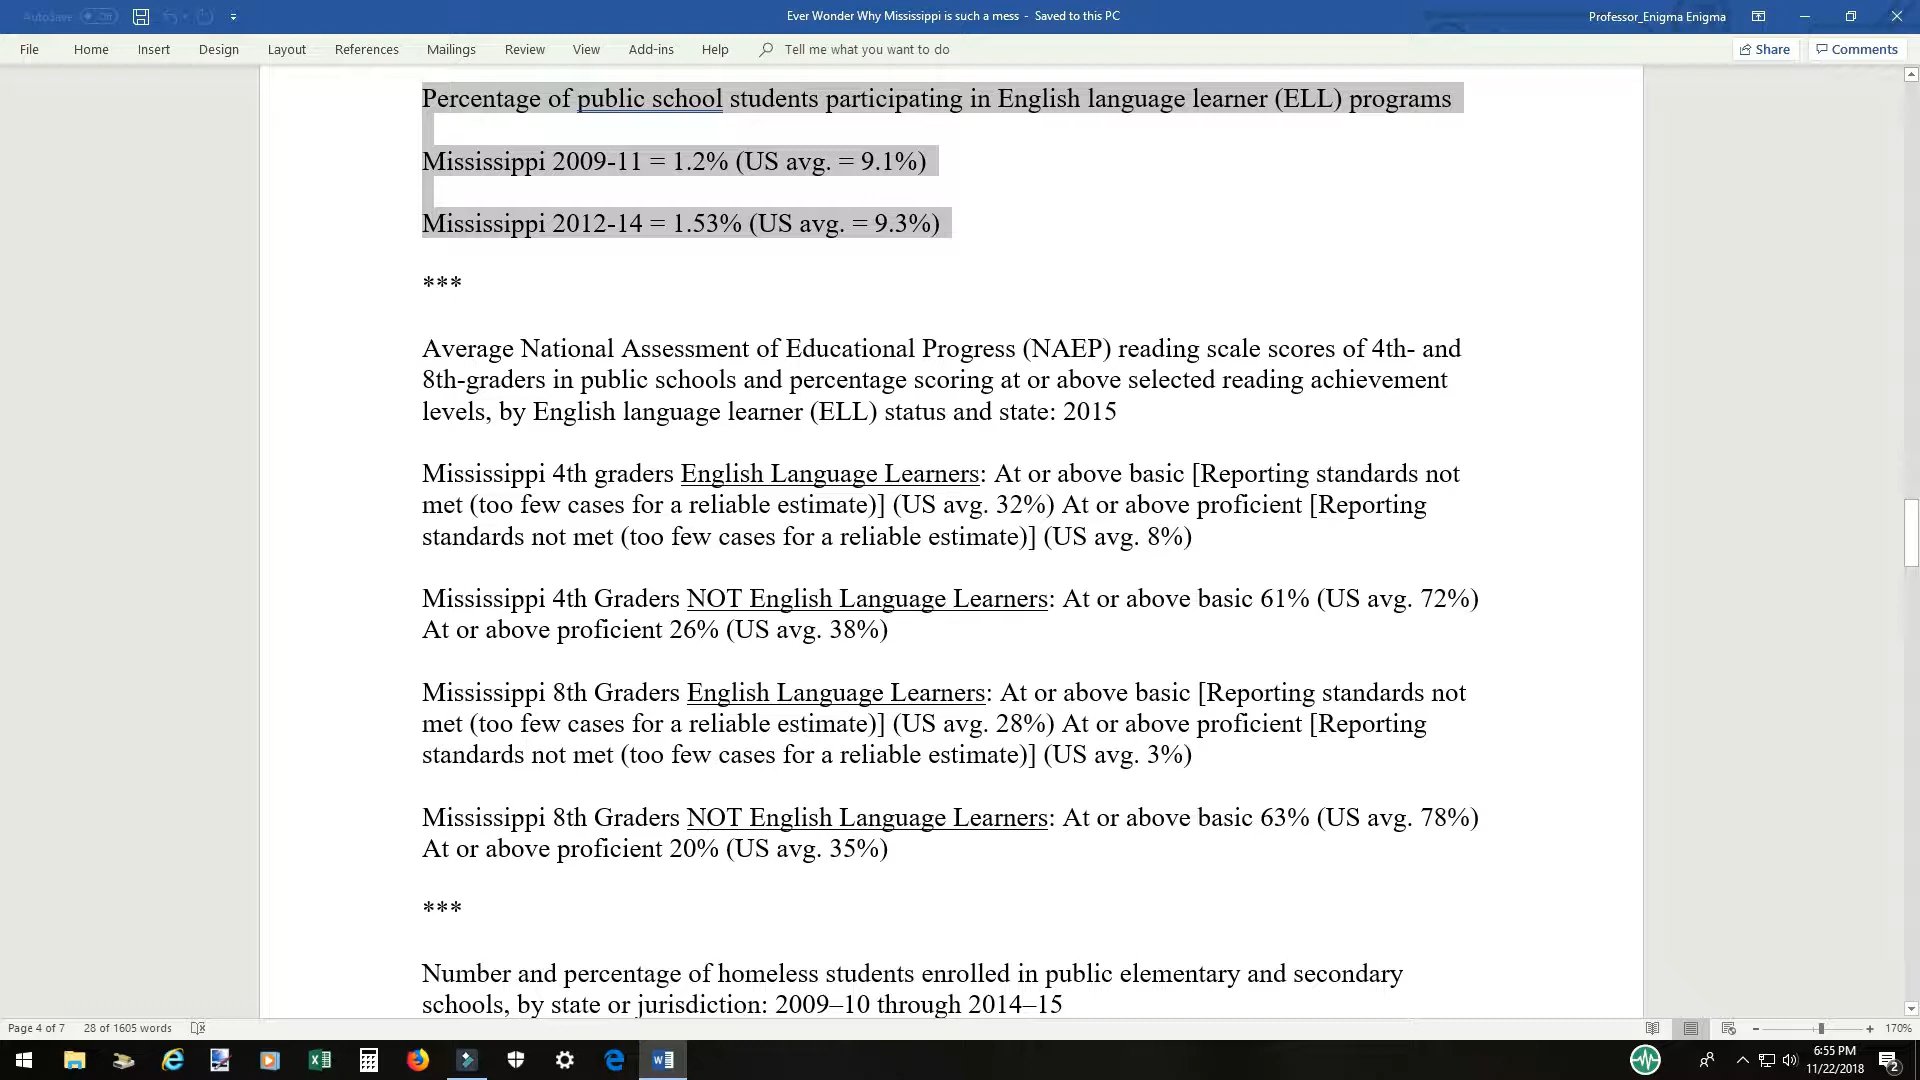 AutoSave Off
Ever Wonder Why Mississippi is such a mess - Saved to this PC
Professor_Enigma Enigma
File Home Insert Design Layout References Mailings Review View Add-ins Help Tell me what you want to do Share Comments
Percentage of public school students participating in English language learner (ELL) programs
Mississippi 2009-11 = 1.2% (US avg. = 9.1%)
Mississippi 2012-14 = 1.53% (US avg. = 9.3%)
***
Average National Assessment of Educational Progress (NAEP) reading scale scores of 4th- and
8th-graders in public schools and percentage scoring at or above selected reading achievement
levels, by English language learner (ELL) status and state: 2015
Mississippi 4th graders English Language Learners: At or above basic [Reporting standards not
met (too few cases for a reliable estimate)] (US avg. 32%) At or above proficient [Reporting
standards not met (too few cases for a reliable estimate)] (US avg. 8%)
Mississippi 4th Graders NOT English Language Learners: At or above basic 61% (US avg. 72%)
At or above proficient 26% (US avg. 38%)
Mississippi 8th Graders English Language Learners: At or above basic [Reporting standards not
met (too few cases for a reliable estimate)] (US avg. 28%) At or above proficient [Reporting
standards not met (too few cases for a reliable estimate)] (US avg. 3%)
Mississippi 8th Graders NOT English Language Learners: At or above basic 63% (US avg. 78%)
At or above proficient 20% (US avg. 35%)
***
Number and percentage of homeless students enrolled in public elementary and secondary
schools, by state or jurisdiction: 2009–10 through 2014–15
Page 4 of 7 28 of 1605 words 170%
6:55 PM
11/22/2018
2